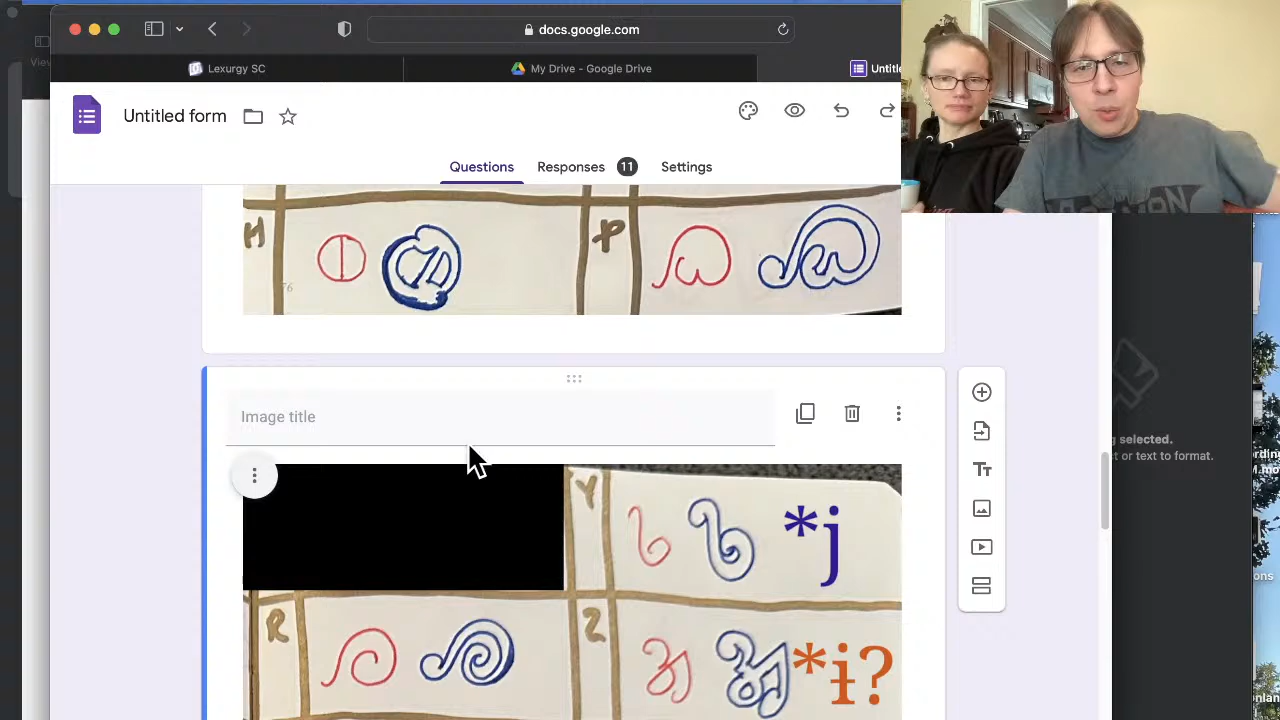 docs.google.com
Lexurgy SC
My Drive - Google Drive
Untitled form
Questions
Responses
11
Settings
H
P
Image title
Y
*j
R
Z
*ɨ?
g selected.
ct or text to format.